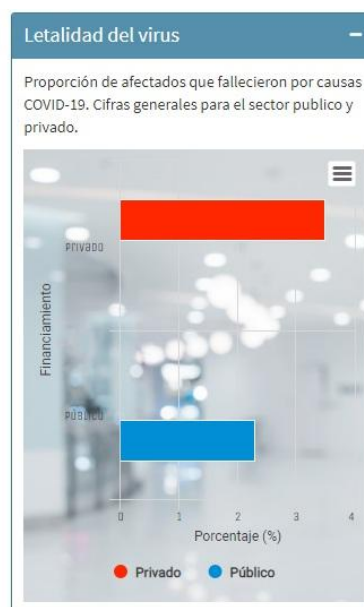 Letalidad del virus
Proporción de afectados que fallecieron por causas
COVID-19. Cifras generales para el sector publico y
privado.
Privado
Financiamiento
Público
0 1 2 3 4
Porcentaje (%)
Privado Público